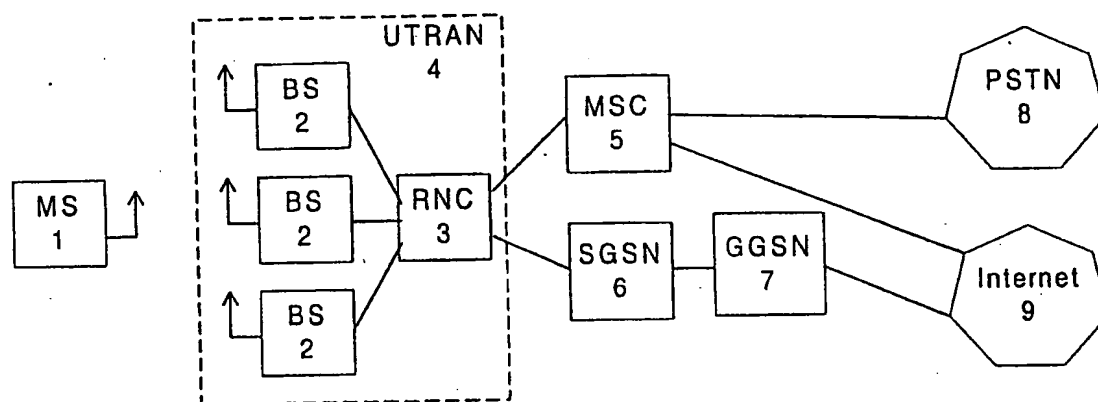 UTRAN
4
BS
2
BS
2
BS
2
MS
1
RNC
3
MSC
5
SGSN
6
GGSN
7
PSTN
8
Internet
9